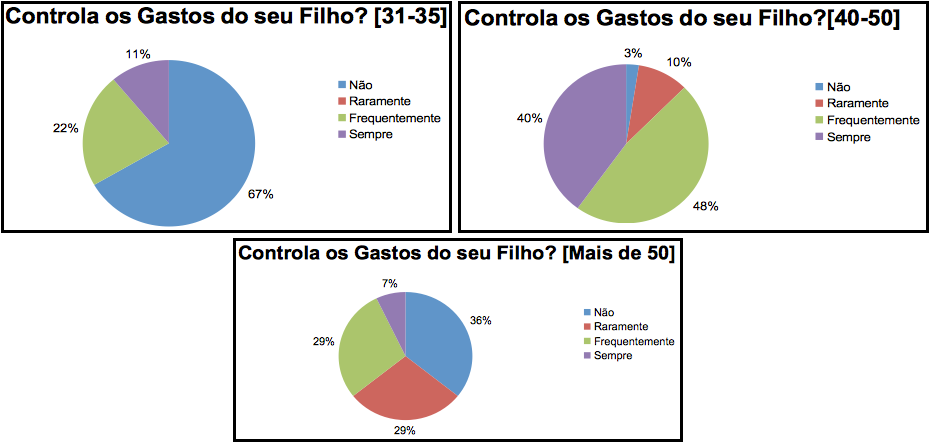 Controla os Gastos do seu Filho? [31-35]
11%
22%
67%
Não
Raramente
Frequentemente
Sempre
Controla os Gastos do seu Filho?[40-50]
3%
10%
40%
48%
Não
Raramente
Frequentemente
Sempre
Controla os Gastos do seu Filho? [Mais de 50]
7%
36%
29%
29%
Não
Raramente
Frequentemente
Sempre